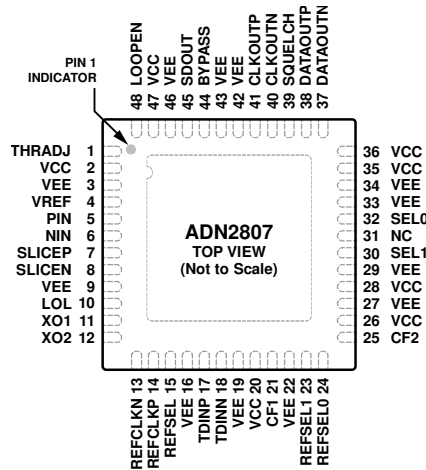 PIN 1
INDICATOR
48 LOOPEN
47 VCC
46 VEE
45 SDOUT
44 BYPASS
43 VEE
42 VEE
41 CLKOUTP
40 CLKOUTN
39 SQUELCH
38 DATAOUTP
37 DATAOUTN
THRADJ 1
VCC 2
VEE 3
VREF 4
PIN 5
NIN 6
SLICEP 7
SLICEN 8
VEE 9
LOL 10
XO1 11
XO2 12
ADN2807
TOP VIEW
(Not to Scale)
36 VCC
35 VCC
34 VEE
33 VEE
32 SEL0
31 NC
30 SEL1
29 VEE
28 VCC
27 VEE
26 VCC
25 CF2
REFCLKN 13
REFCLKP 14
REFSEL 15
VEE 16
TDINP 17
TDINN 18
VEE 19
VCC 20
CF1 21
VEE 22
REFSEL1 23
REFSEL0 24